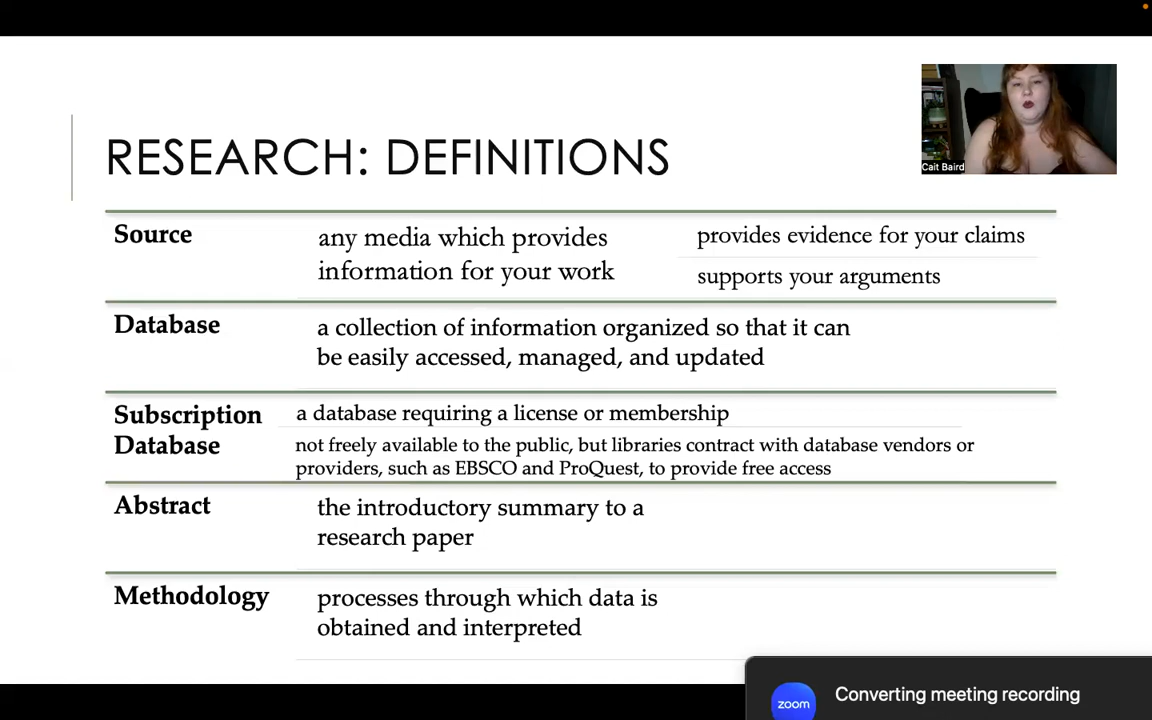 Cait Baird
RESEARCH: DEFINITIONS
Source
any media which provides
information for your work
provides evidence for your claims
supports your arguments
Database
a collection of information organized so that it can
be easily accessed, managed, and updated
Subscription
Database
a database requiring a license or membership
not freely available to the public, but libraries contract with database vendors or
providers, such as EBSCO and ProQuest, to provide free access
Abstract
the introductory summary to a
research paper
Methodology
processes through which data is
obtained and interpreted
zoom
Converting meeting recording